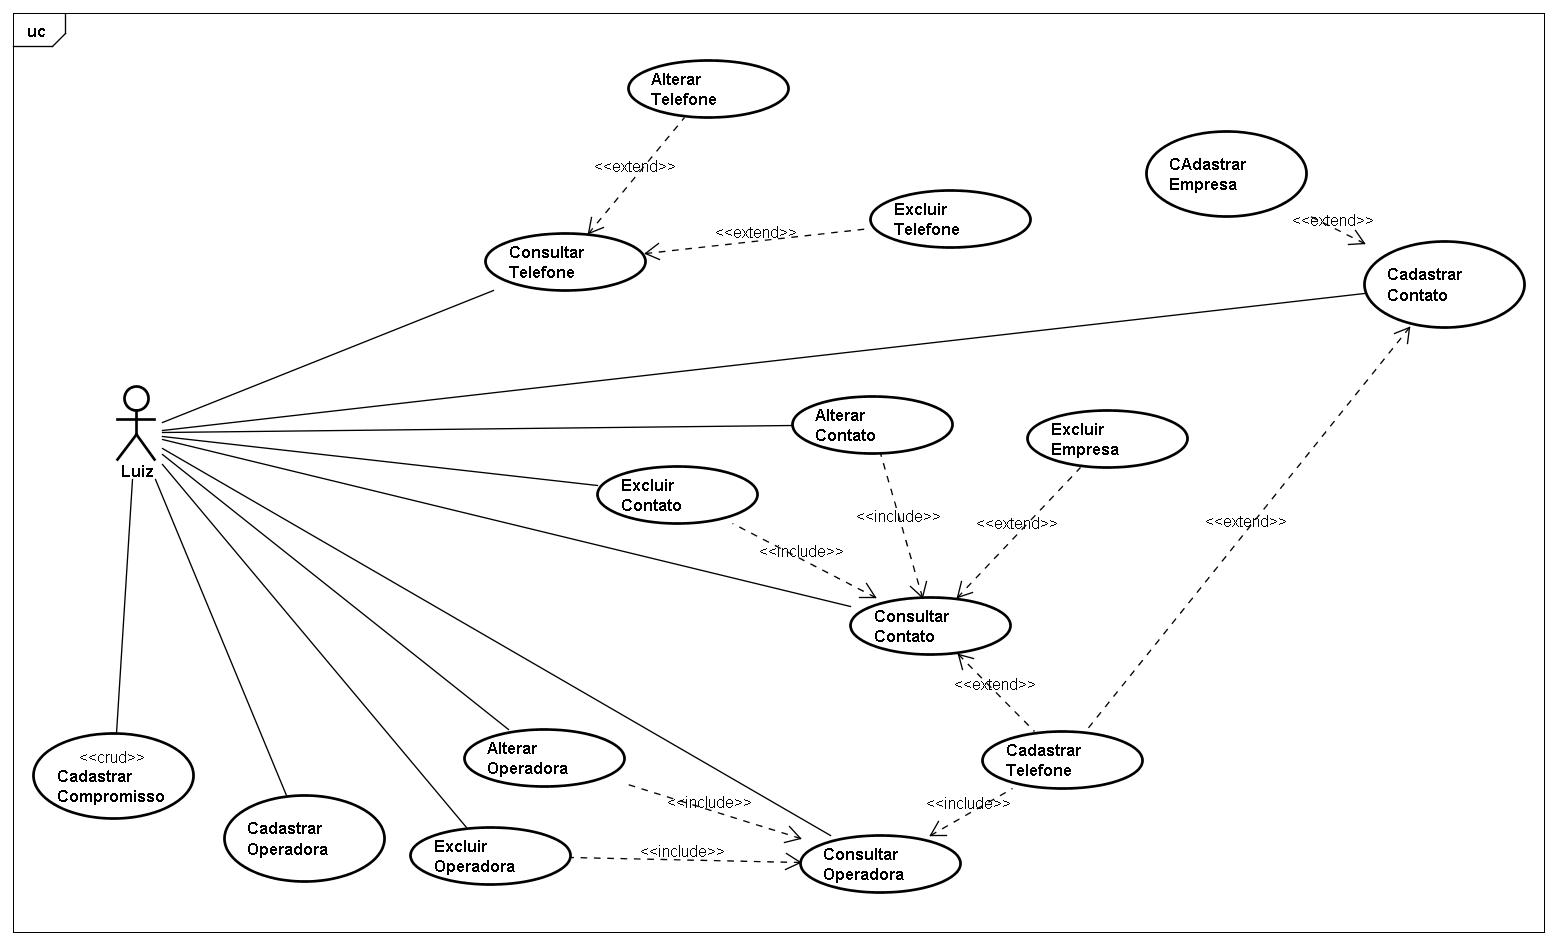 uc
Alterar
Telefone
<<extend>>
CAdastrar
Empresa
Excluir
Telefone
<<extend>>
<<extend>>
Consultar
Telefone
Cadastrar
Contato
Alterar
Contato
Excluir
Empresa
Luiz
Excluir
Contato
<<include>>
<<extend>>
<<extend>>
<<include>>
Consultar
Contato
<<extend>>
Alterar
Operadora
Cadastrar
Telefone
<<crud>>
Cadastrar
Compromisso
<<include>>
<<include>>
Cadastrar
Operadora
Excluir
Operadora
<<include>>
Consultar
Operadora